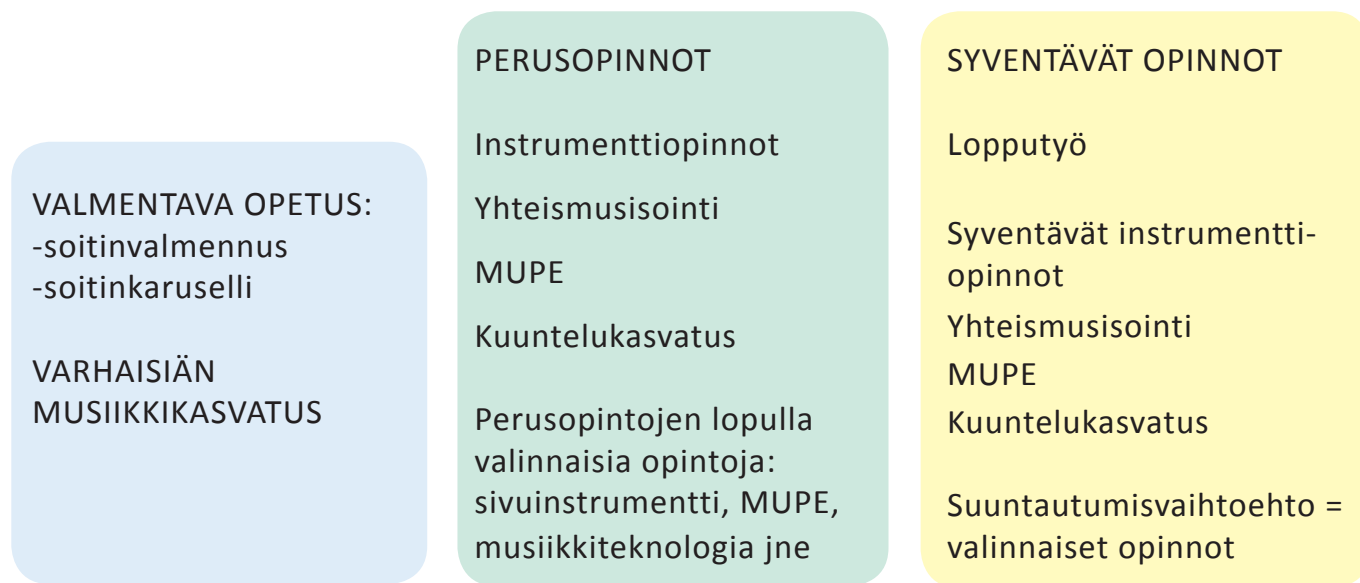 VALMENTAVA OPETUS:
-soitinvalmennus
-soitinkaruselli
VARHAISIÄN
MUSIIKKIKASVATUS
PERUSOPINNOT
Instrumenttiopinnot
Yhteismusisointi
MUPE
Kuuntelukasvatus
Perusopintojen lopulla
valinnaisia opintoja:
sivuinstrumentti, MUPE,
musiikkiteknologia jne
SYVENTÄVÄT OPINNOT
Lopputyö
Syventävät instrumentti-
opinnot
Yhteismusisointi
MUPE
Kuuntelukasvatus
Suuntautumisvaihtoehto =
valinnaiset opinnot